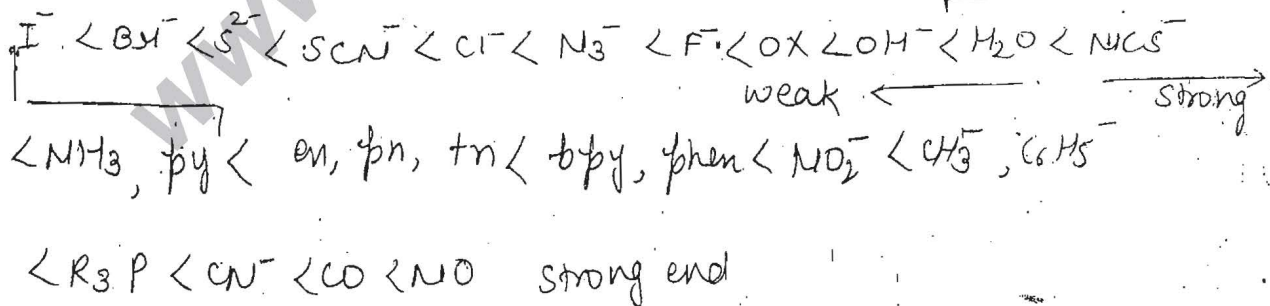 I⁻ < Br⁻ < S²⁻ < SCN⁻ < Cl⁻ < N₃⁻ < F⁻ < OX < OH⁻ < H₂O < NCS⁻
weak ← → strong
< NH₃, py < en, pn, tn < bpy, phen < NO₂⁻ < CH₃⁻, C₆H₅⁻
< R₃P < CN⁻ < CO < NO strong end